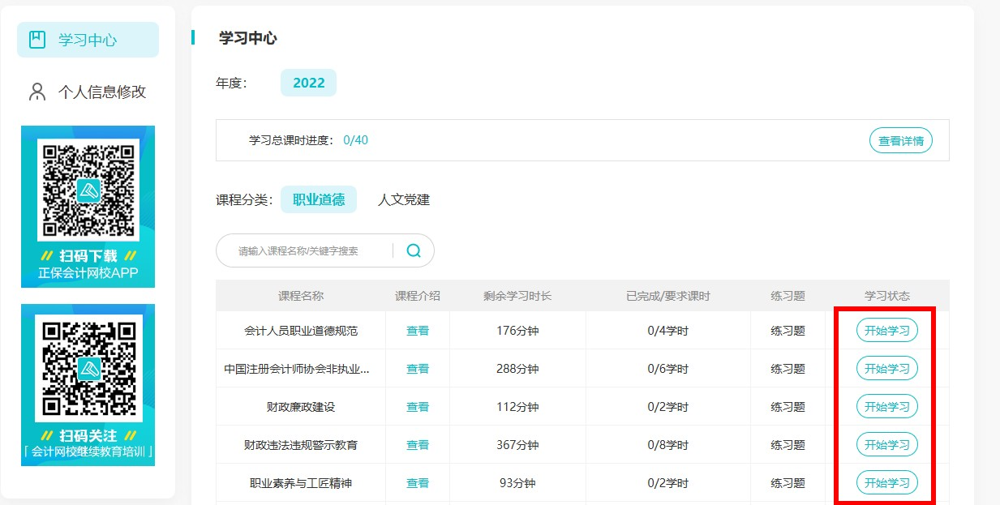 学习中心
个人信息修改
扫码下载
正保会计网校APP
扫码关注
「 会计网校继续教育培训 」
学习中心
年度： 2022
学习总课时进度： 0/40 查看详情
课程分类： 职业道德 人文党建
请输入课程名称/关键字搜索
课程名称 课程介绍 剩余学习时长 已完成/要求课时 练习题 学习状态
会计人员职业道德规范 查看 176分钟 0/4学时 练习题 开始学习
中国注册会计师协会非执业... 查看 288分钟 0/6学时 练习题 开始学习
财政廉政建设 查看 112分钟 0/2学时 练习题 开始学习
财政违法违规警示教育 查看 367分钟 0/8学时 练习题 开始学习
职业素养与工匠精神 查看 93分钟 0/2学时 练习题 开始学习